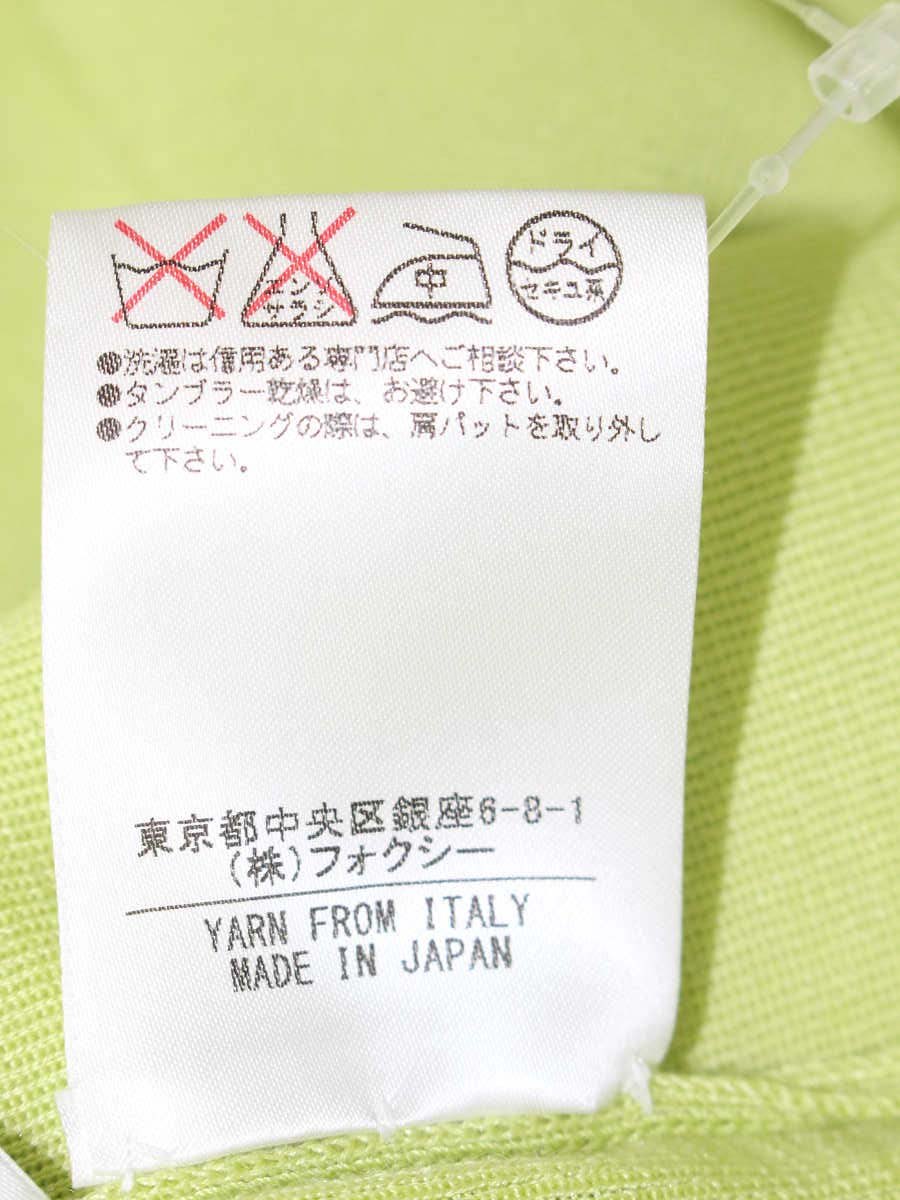 エンソ
サラシ
中
ドライ
セキユ系
●洗濯は信用ある専門店へご相談下さい。
●タンブラー乾燥は、お避け下さい。
●クリーニングの際は、肩パットを取り外し
て下さい。
東京都中央区銀座6-8-1
(株)フォクシー
YARN FROM ITALY
MADE IN JAPAN